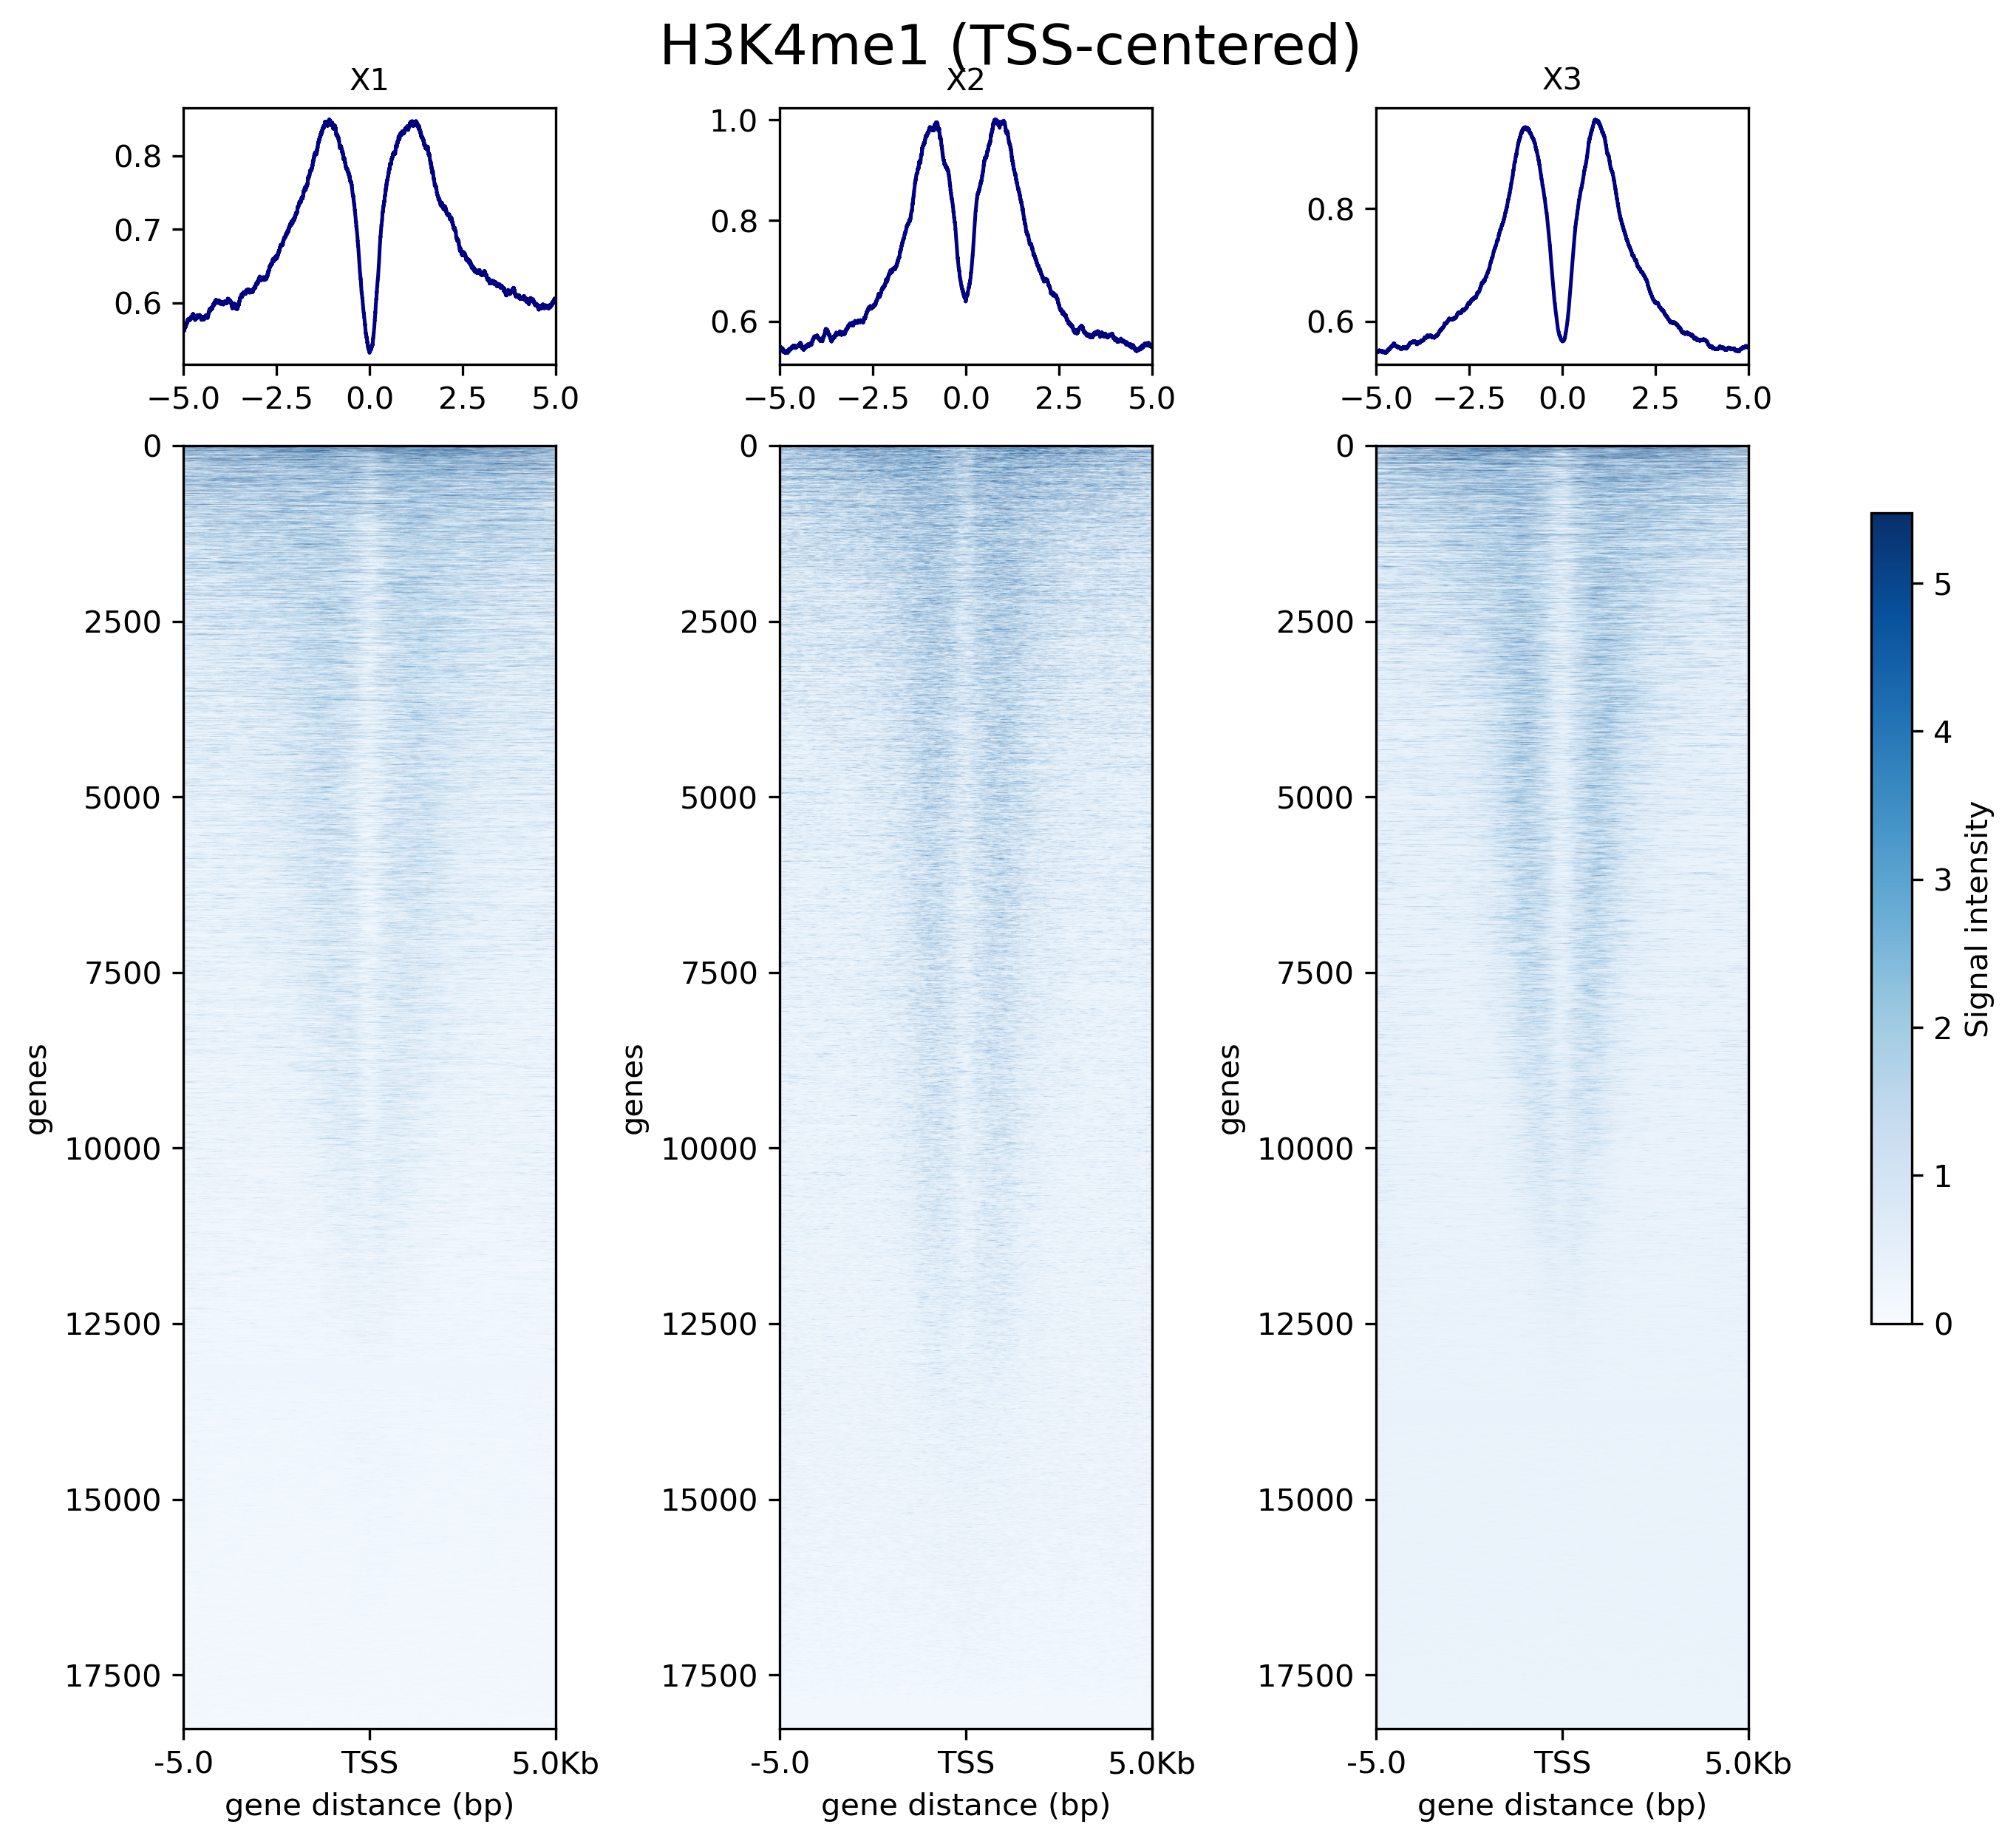 H3K4me1 (TSS-centered)
X1
X2
X3
0.8
0.7
0.6
1.0
0.8
0.6
0.8
0.6
−5.0 −2.5 0.0 2.5 5.0
−5.0 −2.5 0.0 2.5 5.0
−5.0 −2.5 0.0 2.5 5.0
0
2500
5000
7500
10000
12500
15000
17500
genes
-5.0 TSS 5.0Kb
gene distance (bp)
0
2500
5000
7500
10000
12500
15000
17500
genes
-5.0 TSS 5.0Kb
gene distance (bp)
0
2500
5000
7500
10000
12500
15000
17500
genes
-5.0 TSS 5.0Kb
gene distance (bp)
5
4
3
2
1
0
Signal intensity